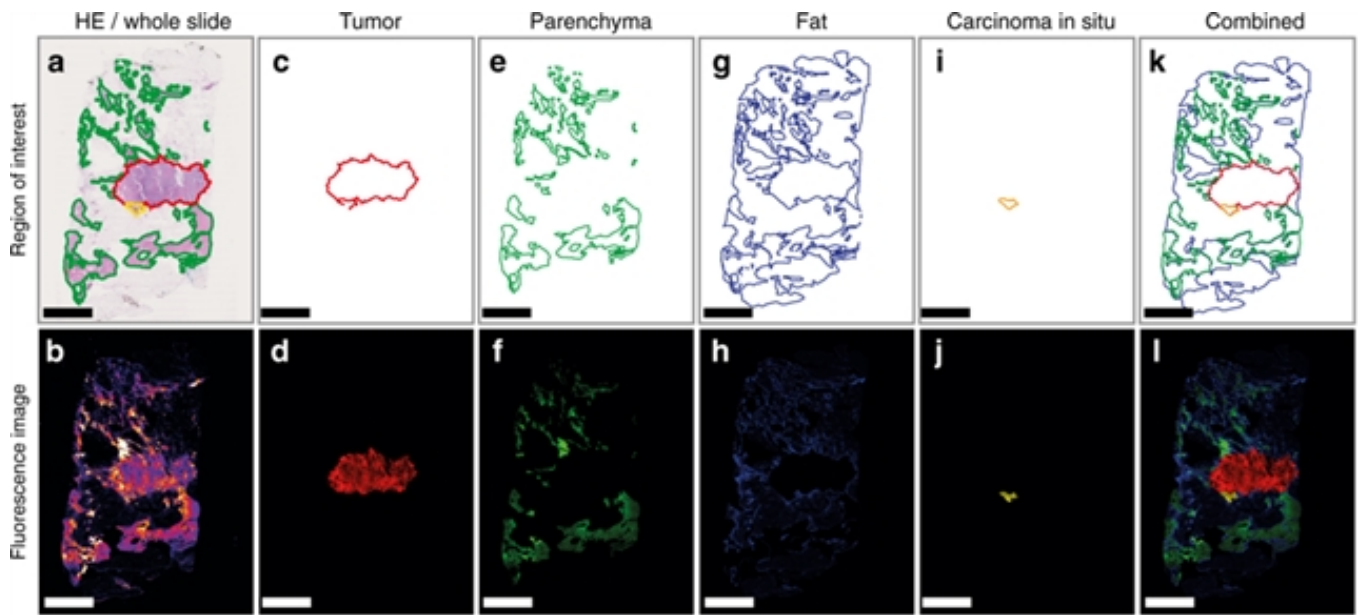 HE / whole slide Tumor Parenchyma Fat Carcinoma in situ Combined
Region of interest
a c e g i k
Fluorescence image
b d f h j l